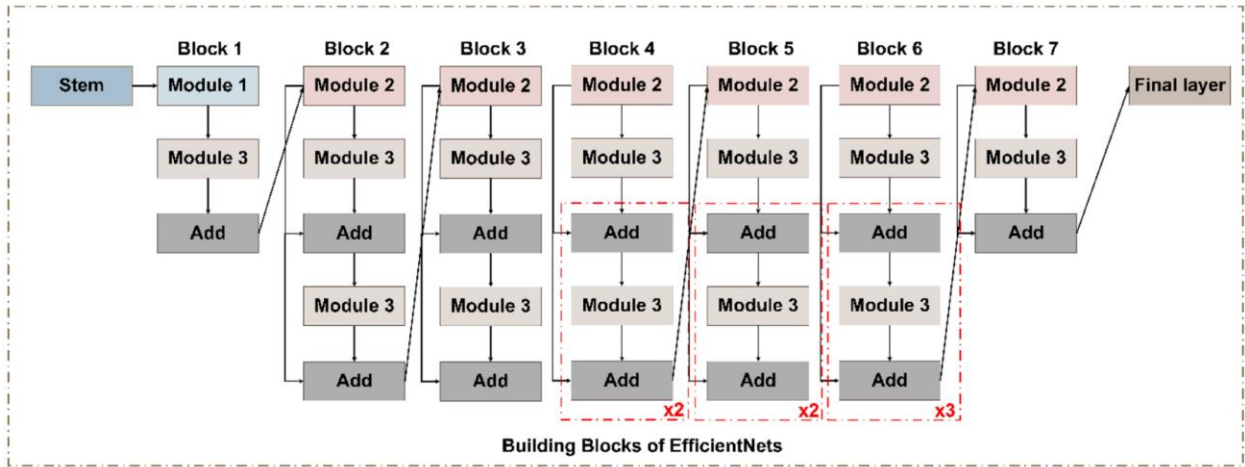 Block 1 Block 2 Block 3 Block 4 Block 5 Block 6 Block 7
Stem Module 1 Module 2 Module 2 Module 2 Module 2 Module 2 Module 2 Final layer
Module 3 Module 3 Module 3 Module 3 Module 3 Module 3 Module 3
Add Add Add Add Add Add Add
Module 3 Module 3 Module 3 Module 3 Module 3
Add Add Add Add Add
x2 x2 x3
Building Blocks of EfficientNets